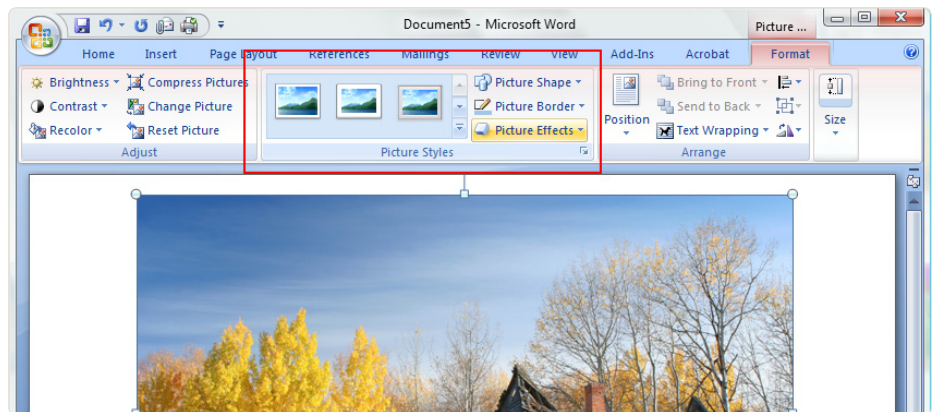 Document5 - Microsoft Word
Picture ...
Home Insert Page Layout References Mailings Review View Add-Ins Acrobat Format
Brightness Compress Pictures Picture Shape Bring to Front
Contrast Change Picture Picture Border Send to Back
Position Size
Recolor Reset Picture Picture Effects Text Wrapping
Adjust Picture Styles Arrange